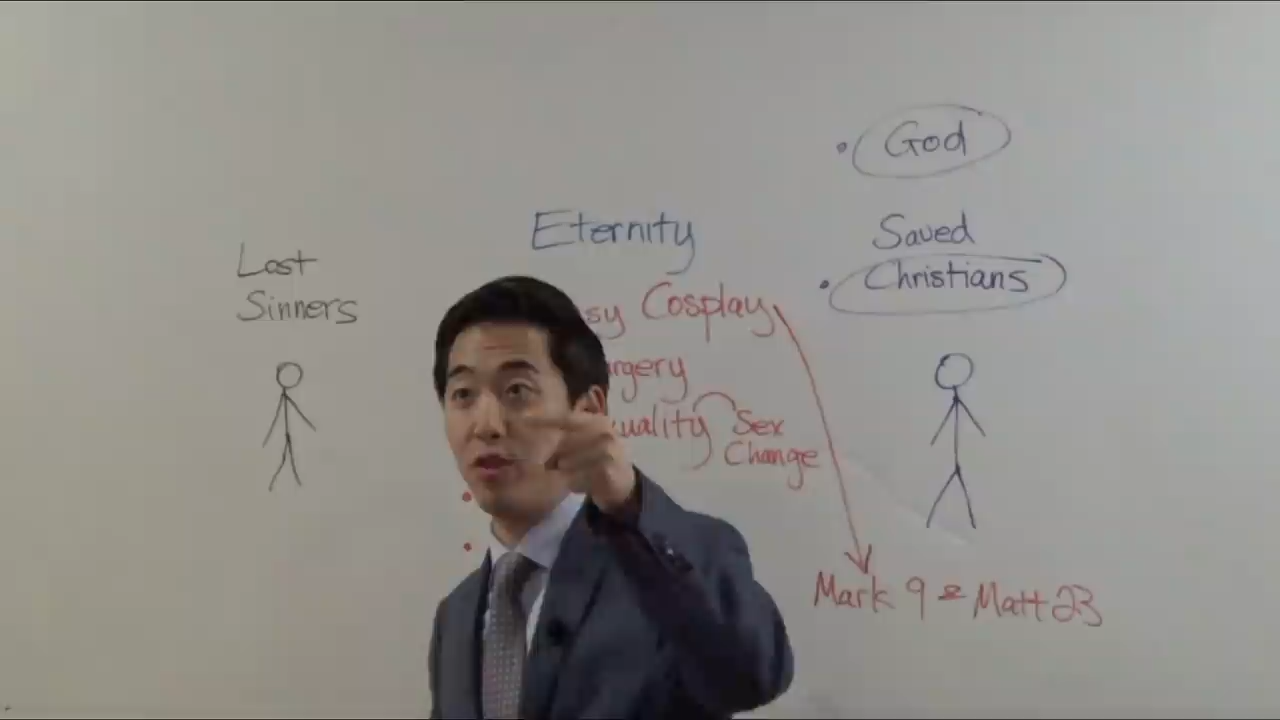 God
Eternity
Saved
Christians
Lost
Sinners
Cosplay
Sex
Change
Mark 9 & Matt 23